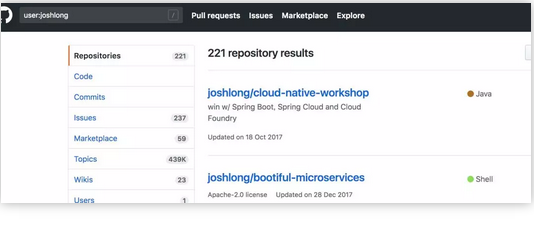 user:joshlong
/
Pull requests Issues Marketplace Explore
Repositories 221
Code
Commits
Issues 237
Marketplace 59
Topics 439K
Wikis 23
Users 1
221 repository results
joshlong/cloud-native-workshop
Java
win w/ Spring Boot, Spring Cloud and Cloud
Foundry
Updated on 18 Oct 2017
joshlong/bootiful-microservices
Shell
Apache-2.0 license Updated on 28 Dec 2017